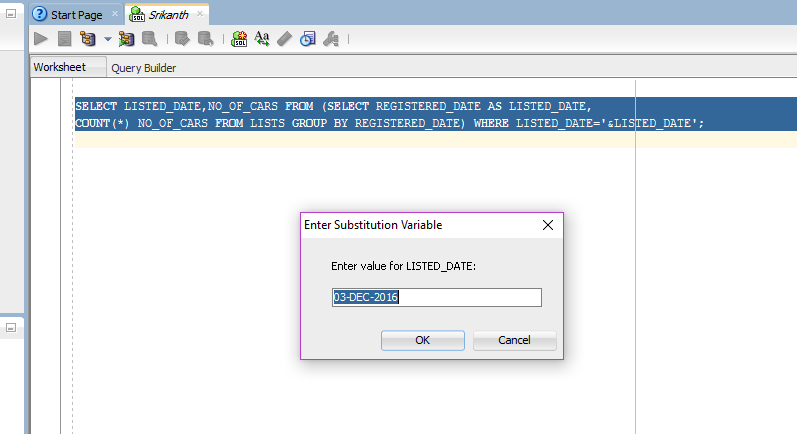 Start Page
Srikanth
SQL
Worksheet
Query Builder
SELECT LISTED_DATE,NO_OF_CARS FROM (SELECT REGISTERED_DATE AS LISTED_DATE,
COUNT(*) NO_OF_CARS FROM LISTS GROUP BY REGISTERED_DATE) WHERE LISTED_DATE='&LISTED_DATE';
Enter Substitution Variable
Enter value for LISTED_DATE:
03-DEC-2016
OK
Cancel